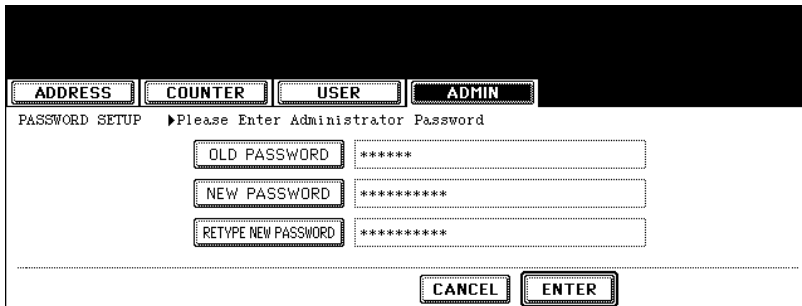 ADDRESS COUNTER USER ADMIN
PASSWORD SETUP ▶Please Enter Administrator Password
OLD PASSWORD ******
NEW PASSWORD **********
RETYPE NEW PASSWORD **********
CANCEL ENTER